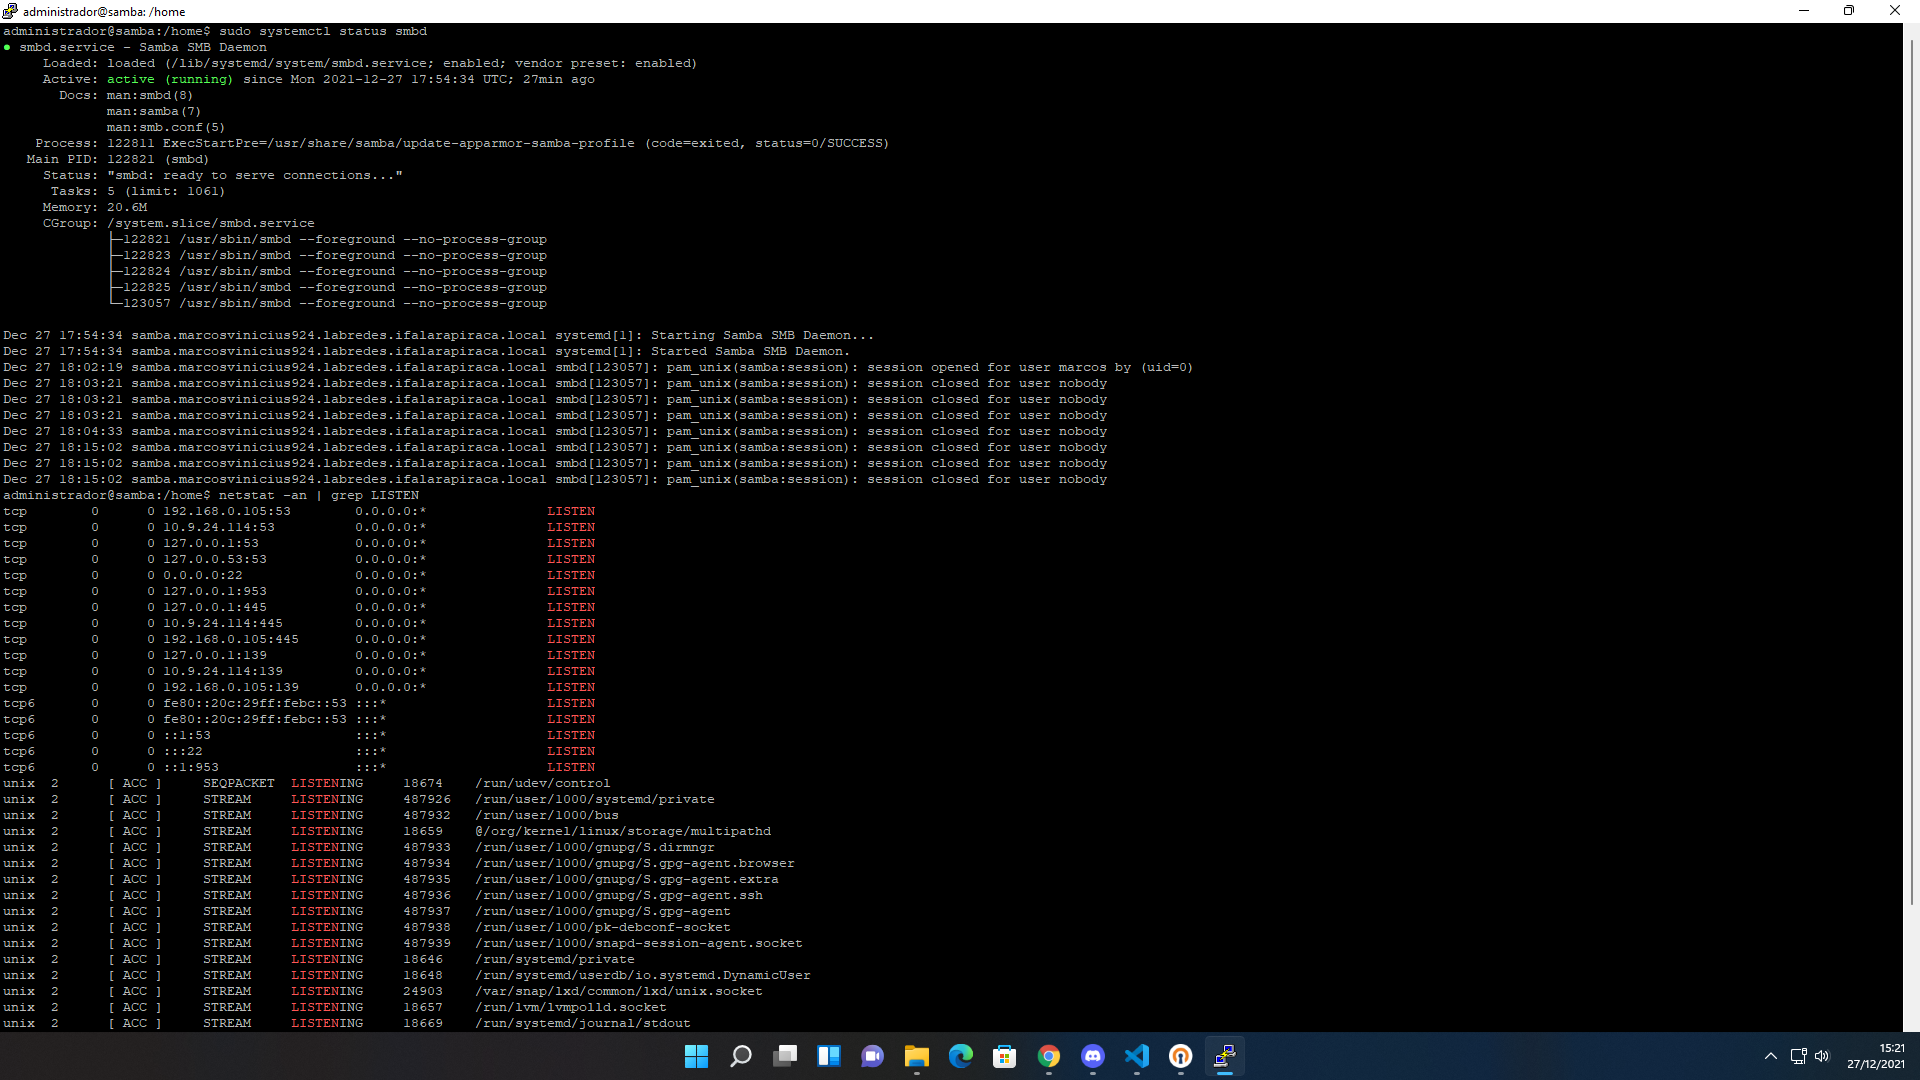 administrador@samba: /home
administrador@samba:/home$ sudo systemctl status smbd
● smbd.service - Samba SMB Daemon
Loaded: loaded (/lib/systemd/system/smbd.service; enabled; vendor preset: enabled)
Active: active (running) since Mon 2021-12-27 17:54:34 UTC; 27min ago
Docs: man:smbd(8)
man:samba(7)
man:smb.conf(5)
Process: 122811 ExecStartPre=/usr/share/samba/update-apparmor-samba-profile (code=exited, status=0/SUCCESS)
Main PID: 122821 (smbd)
Status: "smbd: ready to serve connections..."
Tasks: 5 (limit: 1061)
Memory: 20.6M
CGroup: /system.slice/smbd.service
├─122821 /usr/sbin/smbd --foreground --no-process-group
├─122823 /usr/sbin/smbd --foreground --no-process-group
├─122824 /usr/sbin/smbd --foreground --no-process-group
├─122825 /usr/sbin/smbd --foreground --no-process-group
└─123057 /usr/sbin/smbd --foreground --no-process-group
Dec 27 17:54:34 samba.marcosvinicius924.labredes.ifalarapiraca.local systemd[1]: Starting Samba SMB Daemon...
Dec 27 17:54:34 samba.marcosvinicius924.labredes.ifalarapiraca.local systemd[1]: Started Samba SMB Daemon.
Dec 27 18:02:19 samba.marcosvinicius924.labredes.ifalarapiraca.local smbd[123057]: pam_unix(samba:session): session opened for user marcos by (uid=0)
Dec 27 18:03:21 samba.marcosvinicius924.labredes.ifalarapiraca.local smbd[123057]: pam_unix(samba:session): session closed for user nobody
Dec 27 18:03:21 samba.marcosvinicius924.labredes.ifalarapiraca.local smbd[123057]: pam_unix(samba:session): session closed for user nobody
Dec 27 18:03:21 samba.marcosvinicius924.labredes.ifalarapiraca.local smbd[123057]: pam_unix(samba:session): session closed for user nobody
Dec 27 18:04:33 samba.marcosvinicius924.labredes.ifalarapiraca.local smbd[123057]: pam_unix(samba:session): session closed for user nobody
Dec 27 18:15:02 samba.marcosvinicius924.labredes.ifalarapiraca.local smbd[123057]: pam_unix(samba:session): session closed for user nobody
Dec 27 18:15:02 samba.marcosvinicius924.labredes.ifalarapiraca.local smbd[123057]: pam_unix(samba:session): session closed for user nobody
Dec 27 18:15:02 samba.marcosvinicius924.labredes.ifalarapiraca.local smbd[123057]: pam_unix(samba:session): session closed for user nobody
administrador@samba:/home$ netstat -an | grep LISTEN
tcp 0 0 192.168.0.105:53 0.0.0.0:* LISTEN
tcp 0 0 10.9.24.114:53 0.0.0.0:* LISTEN
tcp 0 0 127.0.0.1:53 0.0.0.0:* LISTEN
tcp 0 0 127.0.0.53:53 0.0.0.0:* LISTEN
tcp 0 0 0.0.0.0:22 0.0.0.0:* LISTEN
tcp 0 0 127.0.0.1:953 0.0.0.0:* LISTEN
tcp 0 0 127.0.0.1:445 0.0.0.0:* LISTEN
tcp 0 0 10.9.24.114:445 0.0.0.0:* LISTEN
tcp 0 0 192.168.0.105:445 0.0.0.0:* LISTEN
tcp 0 0 127.0.0.1:139 0.0.0.0:* LISTEN
tcp 0 0 10.9.24.114:139 0.0.0.0:* LISTEN
tcp 0 0 192.168.0.105:139 0.0.0.0:* LISTEN
tcp6 0 0 fe80::20c:29ff:febc::53 :::* LISTEN
tcp6 0 0 fe80::20c:29ff:febc::53 :::* LISTEN
tcp6 0 0 ::1:53 :::* LISTEN
tcp6 0 0 :::22 :::* LISTEN
tcp6 0 0 ::1:953 :::* LISTEN
unix 2 [ ACC ] SEQPACKET LISTENING 18674 /run/udev/control
unix 2 [ ACC ] STREAM LISTENING 487926 /run/user/1000/systemd/private
unix 2 [ ACC ] STREAM LISTENING 487932 /run/user/1000/bus
unix 2 [ ACC ] STREAM LISTENING 18659 @/org/kernel/linux/storage/multipathd
unix 2 [ ACC ] STREAM LISTENING 487933 /run/user/1000/gnupg/S.dirmngr
unix 2 [ ACC ] STREAM LISTENING 487934 /run/user/1000/gnupg/S.gpg-agent.browser
unix 2 [ ACC ] STREAM LISTENING 487935 /run/user/1000/gnupg/S.gpg-agent.extra
unix 2 [ ACC ] STREAM LISTENING 487936 /run/user/1000/gnupg/S.gpg-agent.ssh
unix 2 [ ACC ] STREAM LISTENING 487937 /run/user/1000/gnupg/S.gpg-agent
unix 2 [ ACC ] STREAM LISTENING 487938 /run/user/1000/pk-debconf-socket
unix 2 [ ACC ] STREAM LISTENING 487939 /run/user/1000/snapd-session-agent.socket
unix 2 [ ACC ] STREAM LISTENING 18646 /run/systemd/private
unix 2 [ ACC ] STREAM LISTENING 18648 /run/systemd/userdb/io.systemd.DynamicUser
unix 2 [ ACC ] STREAM LISTENING 24903 /var/snap/lxd/common/lxd/unix.socket
unix 2 [ ACC ] STREAM LISTENING 18657 /run/lvm/lvmpolld.socket
unix 2 [ ACC ] STREAM LISTENING 18669 /run/systemd/journal/stdout
15:21
27/12/2021